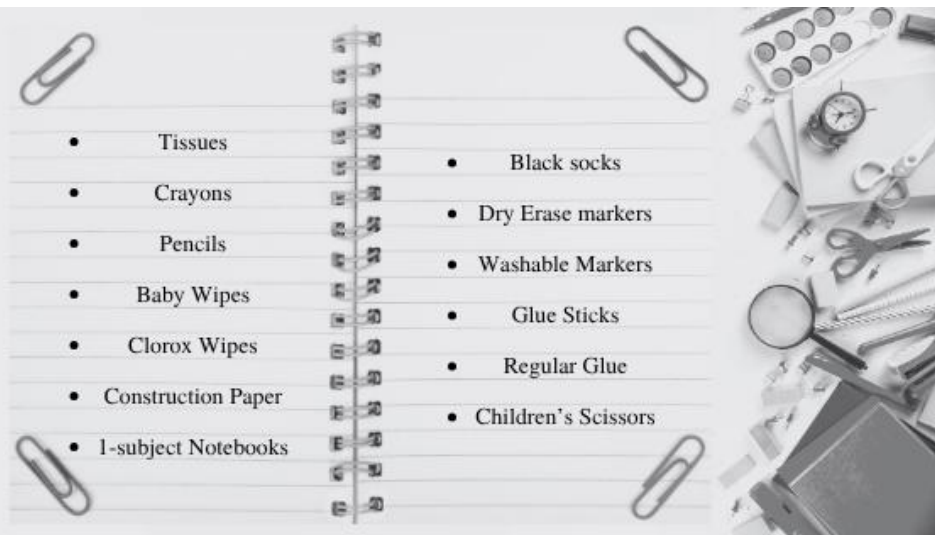 • Tissues
• Crayons
• Pencils
• Baby Wipes
• Clorox Wipes
• Construction Paper
• 1-subject Notebooks
• Black socks
• Dry Erase markers
• Washable Markers
• Glue Sticks
• Regular Glue
• Children’s Scissors